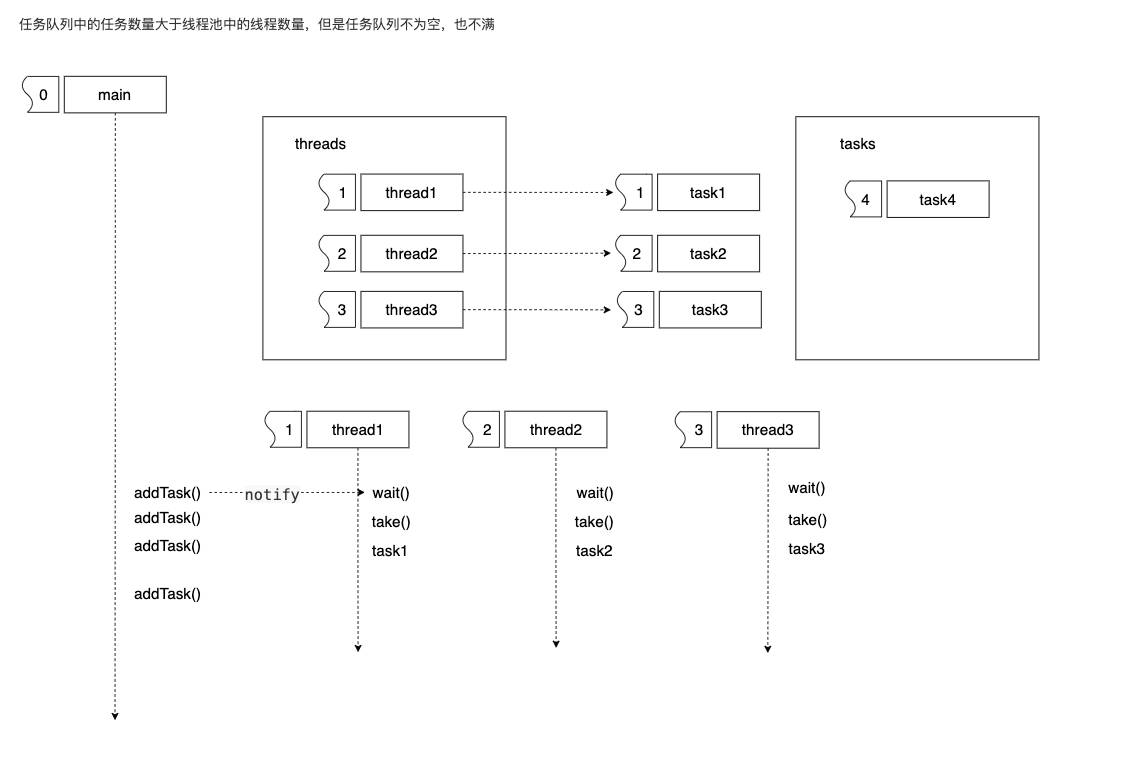 任务队列中的任务数量大于线程池中的线程数量，但是任务队列不为空，也不满
0 main
threads
tasks
1 thread1
1 task1
4 task4
2 thread2
2 task2
3 thread3
3 task3
1 thread1
2 thread2
3 thread3
addTask() notify wait()
wait()
wait()
addTask()
take()
take()
take()
addTask()
task1
task2
task3
addTask()